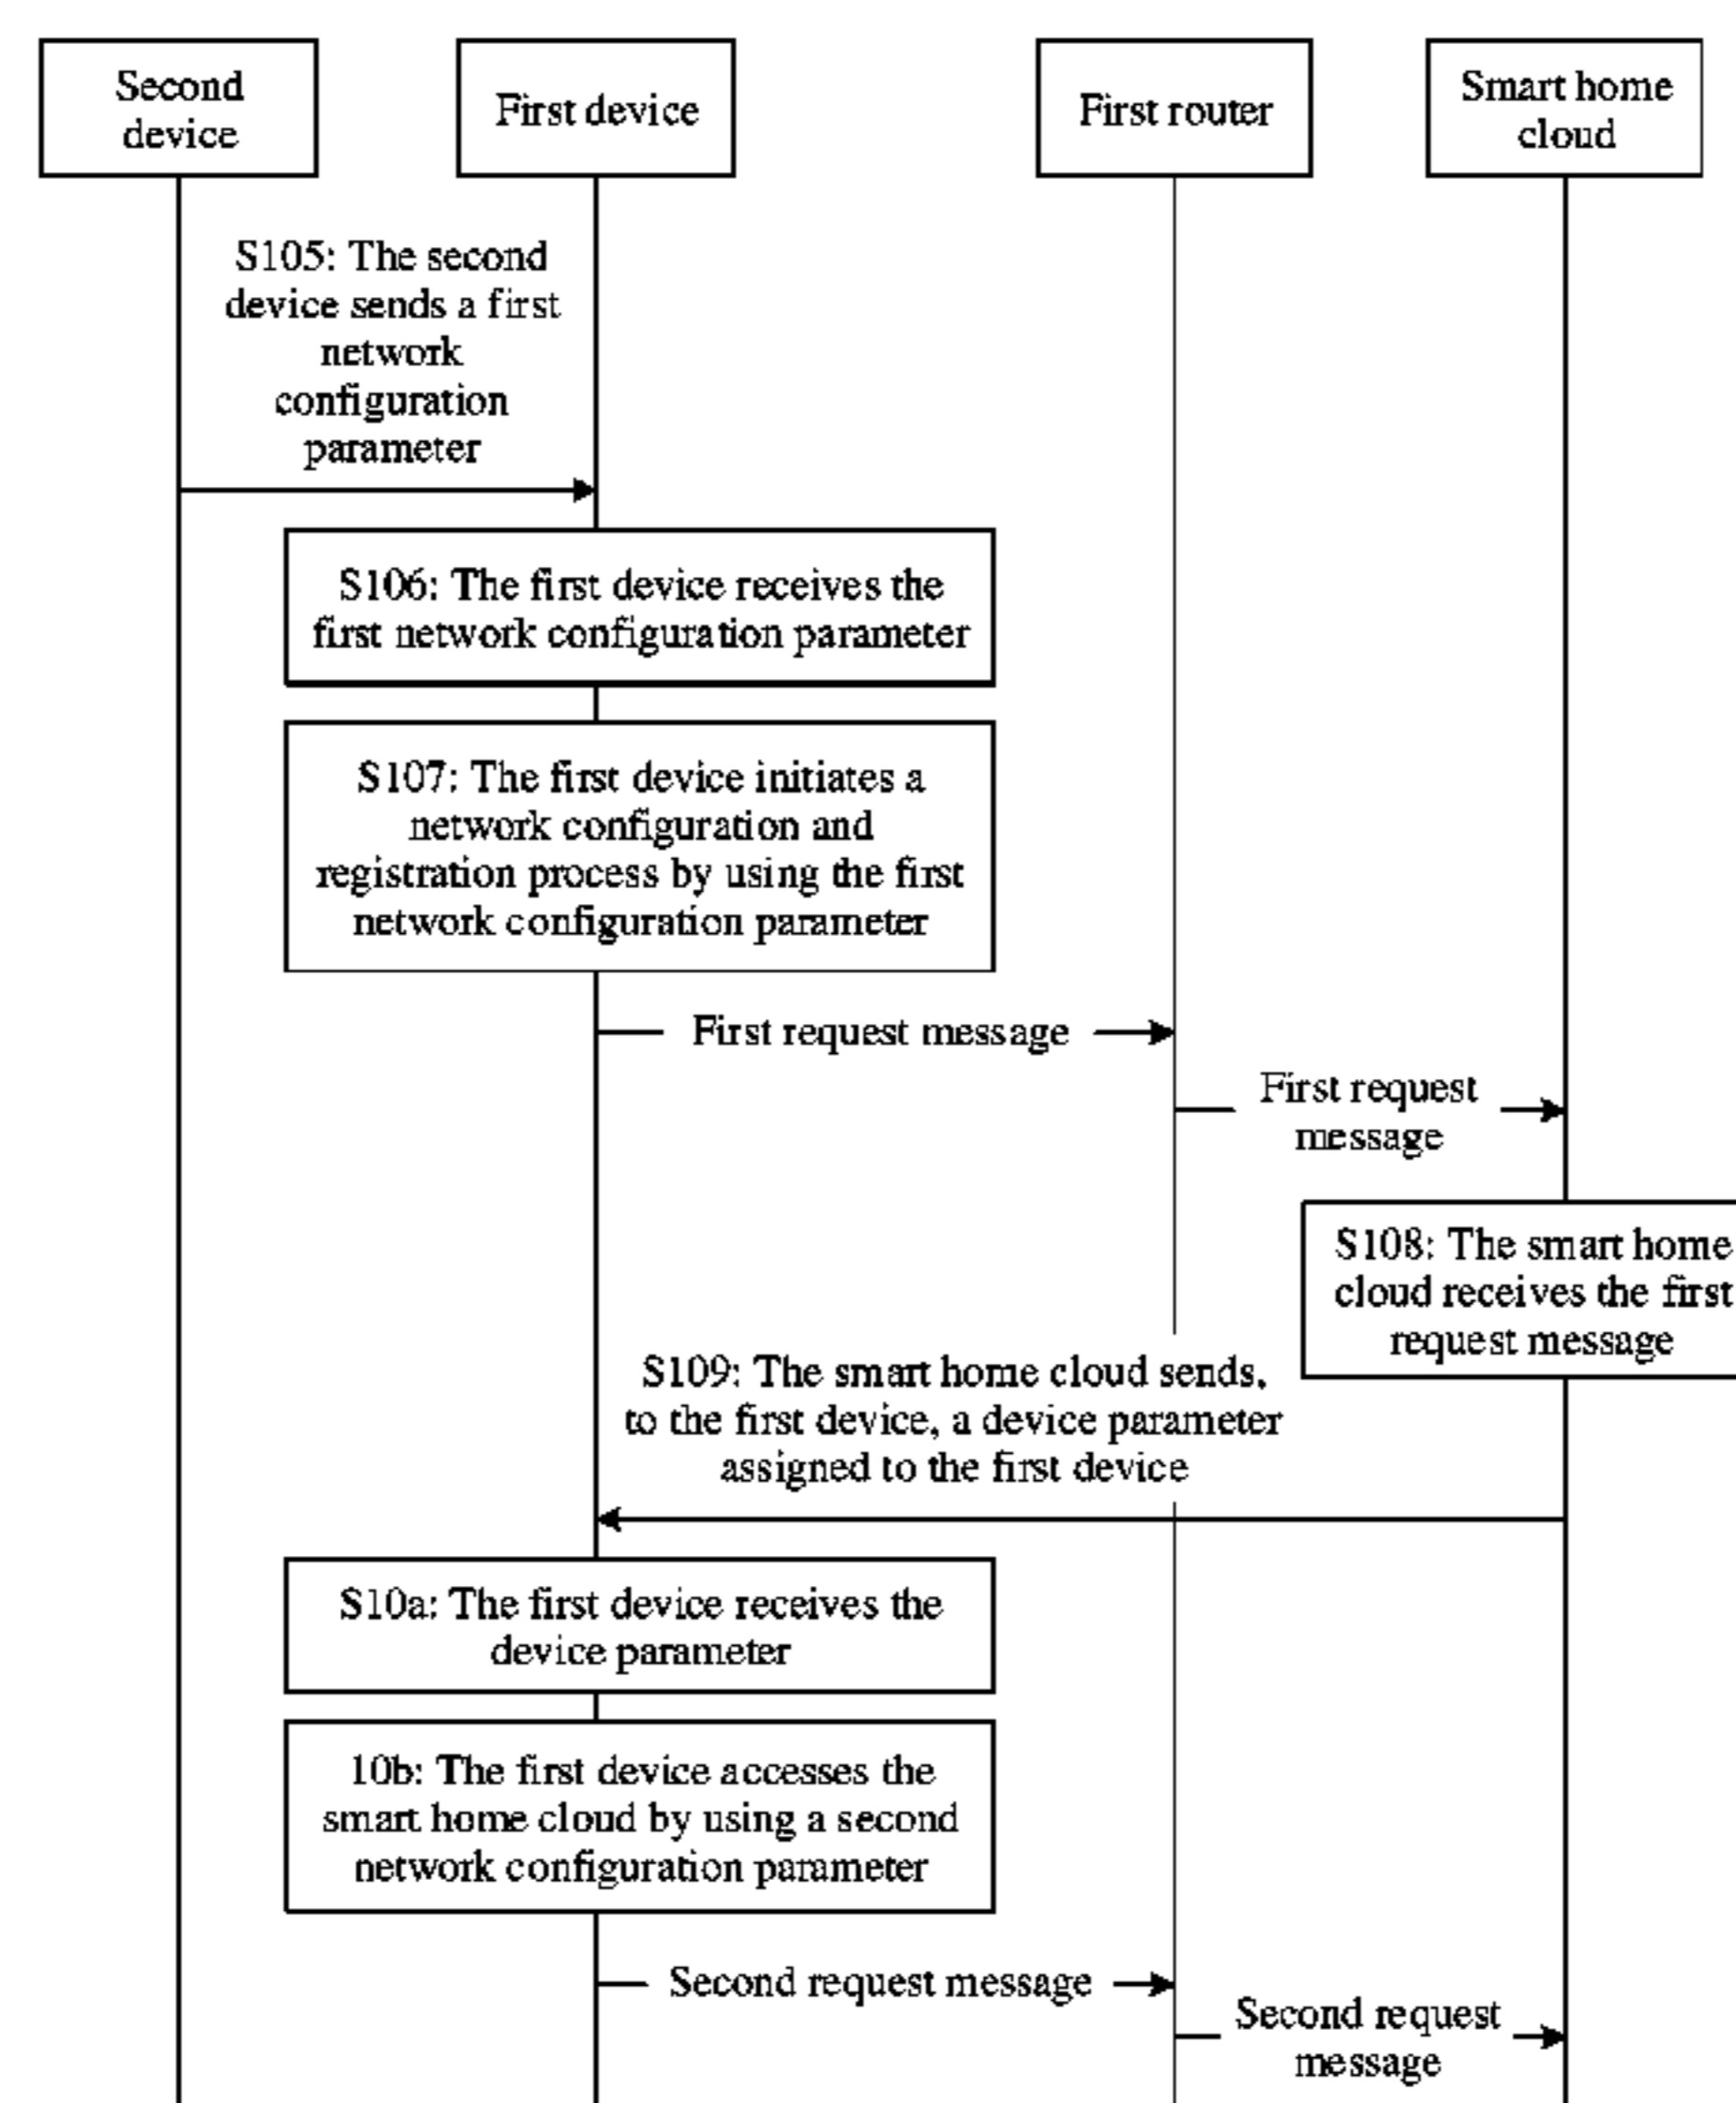 Second
device
First device
First router
Smart home
cloud
S105: The second
device sends a first
network
configuration
parameter
S106: The first device receives the
first network configuration parameter
S107: The first device initiates a
network configuration and
registration process by using the first
network configuration parameter
First request message
First request
message
S108: The smart home
cloud receives the first
request message
S109: The smart home cloud sends,
to the first device, a device parameter
assigned to the first device
S10a: The first device receives the
device parameter
10b: The first device accesses the
smart home cloud by using a second
network configuration parameter
Second request message
Second request
message